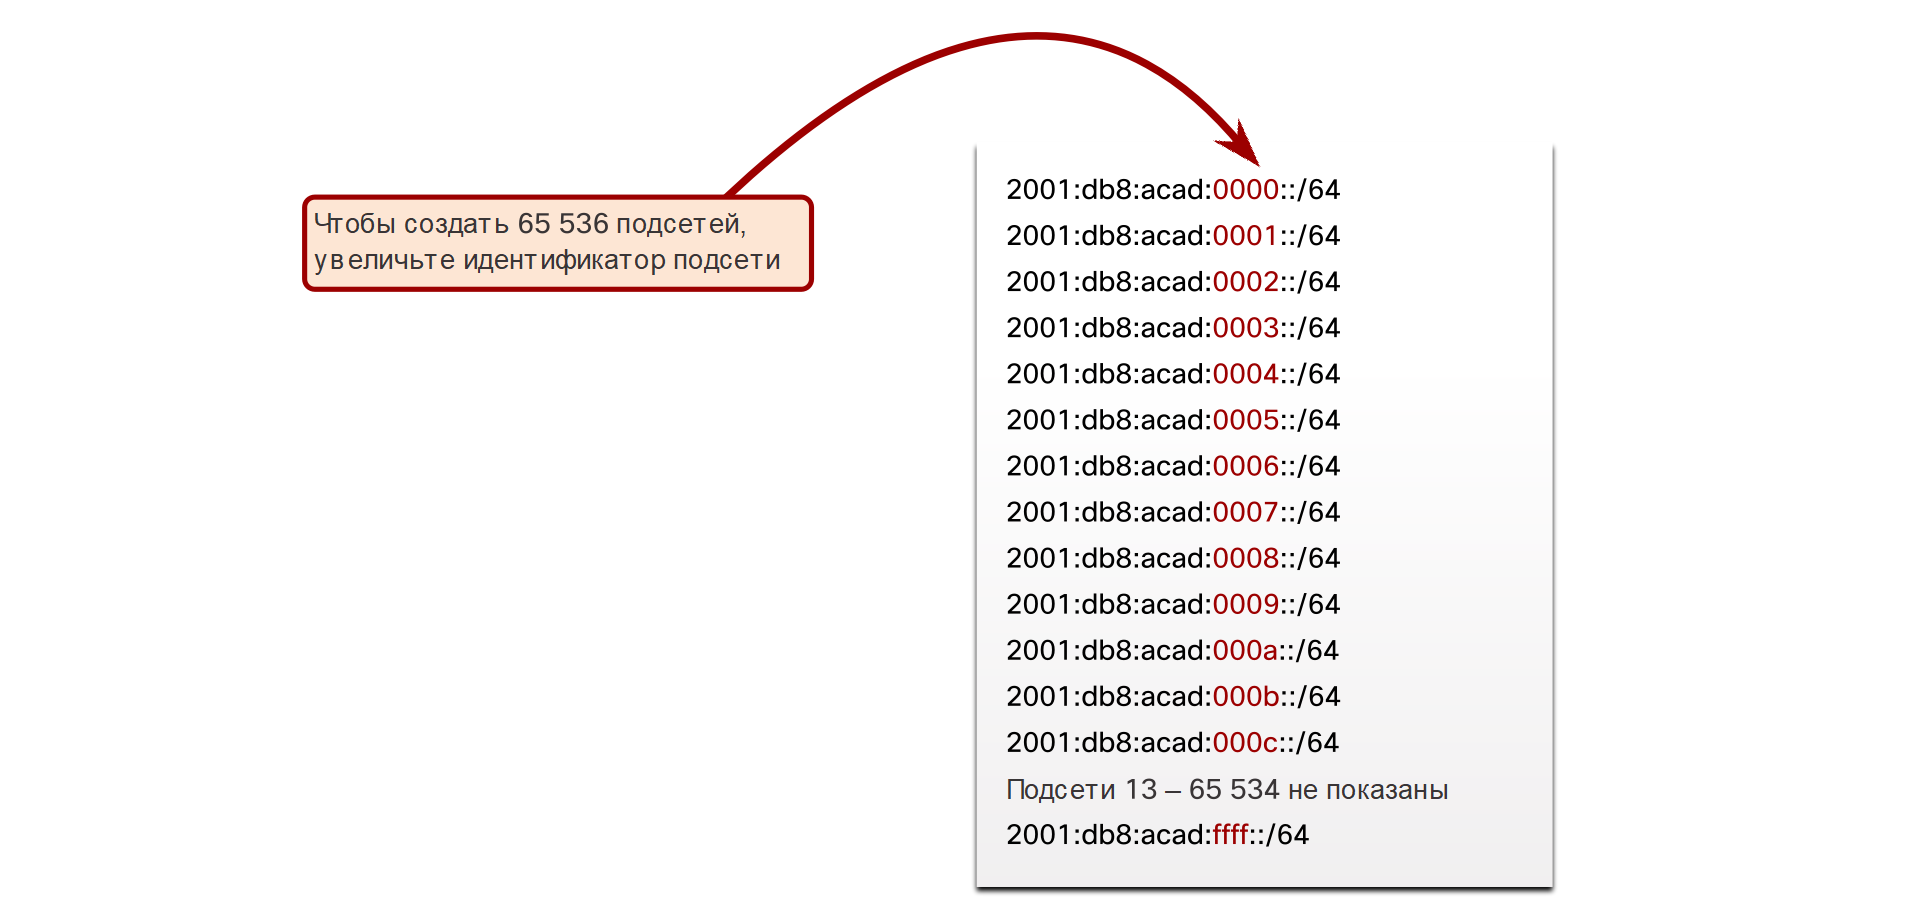 Чтобы создать 65 536 подсетей,
увеличьте идентификатор подсети
2001:db8:acad:0000::/64
2001:db8:acad:0001::/64
2001:db8:acad:0002::/64
2001:db8:acad:0003::/64
2001:db8:acad:0004::/64
2001:db8:acad:0005::/64
2001:db8:acad:0006::/64
2001:db8:acad:0007::/64
2001:db8:acad:0008::/64
2001:db8:acad:0009::/64
2001:db8:acad:000a::/64
2001:db8:acad:000b::/64
2001:db8:acad:000c::/64
Подсети 13 – 65 534 не показаны
2001:db8:acad:ffff::/64